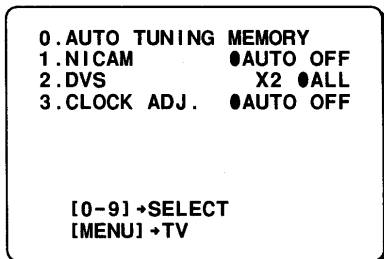 0.AUTO TUNING MEMORY
1.NICAM ●AUTO OFF
2.DVS X2 ●ALL
3.CLOCK ADJ. ●AUTO OFF
[0-9]→SELECT
[MENU]→TV